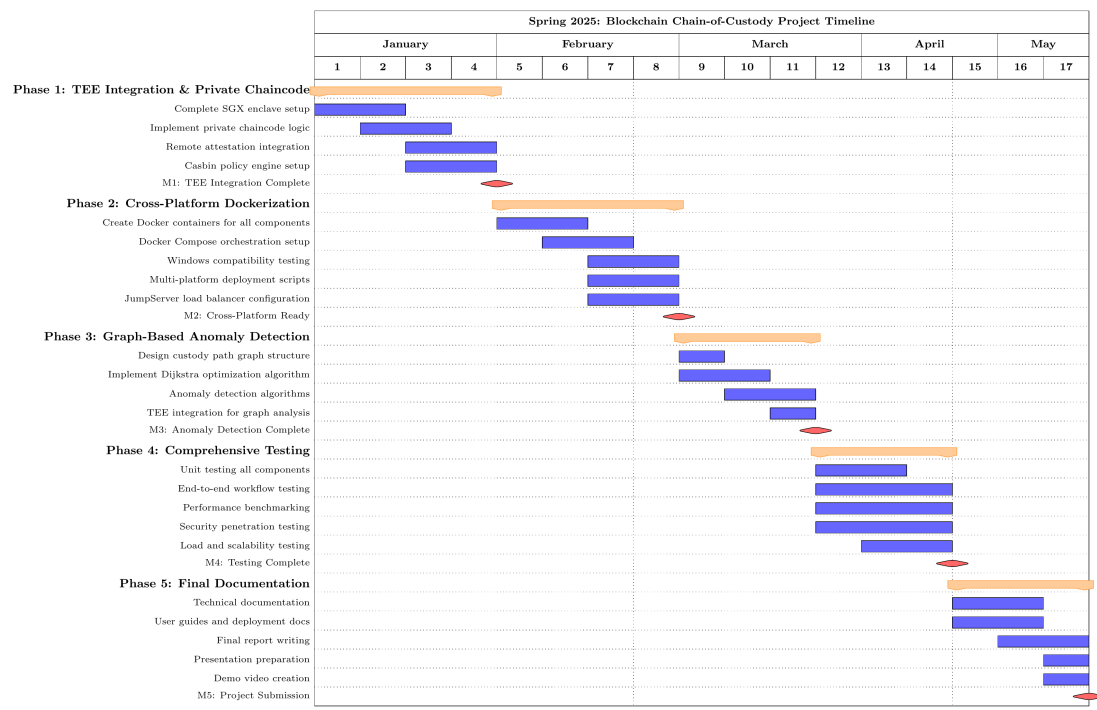 Spring 2025: Blockchain Chain-of-Custody Project Timeline
January February March April May
1 2 3 4 5 6 7 8 9 10 11 12 13 14 15 16 17
Phase 1: TEE Integration & Private Chaincode
Complete SGX enclave setup
Implement private chaincode logic
Remote attestation integration
Casbin policy engine setup
M1: TEE Integration Complete
Phase 2: Cross-Platform Dockerization
Create Docker containers for all components
Docker Compose orchestration setup
Windows compatibility testing
Multi-platform deployment scripts
JumpServer load balancer configuration
M2: Cross-Platform Ready
Phase 3: Graph-Based Anomaly Detection
Design custody path graph structure
Implement Dijkstra optimization algorithm
Anomaly detection algorithms
TEE integration for graph analysis
M3: Anomaly Detection Complete
Phase 4: Comprehensive Testing
Unit testing all components
End-to-end workflow testing
Performance benchmarking
Security penetration testing
Load and scalability testing
M4: Testing Complete
Phase 5: Final Documentation
Technical documentation
User guides and deployment docs
Final report writing
Presentation preparation
Demo video creation
M5: Project Submission